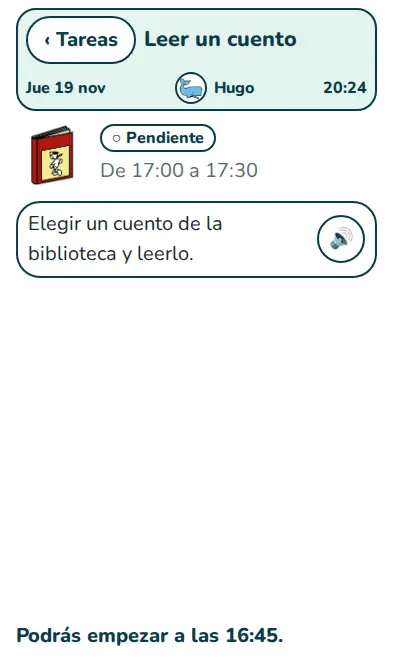 ‹ Tareas Leer un cuento
Jue 19 nov Hugo 20:24
○ Pendiente
De 17:00 a 17:30
Elegir un cuento de la
biblioteca y leerlo.
Podrás empezar a las 16:45.